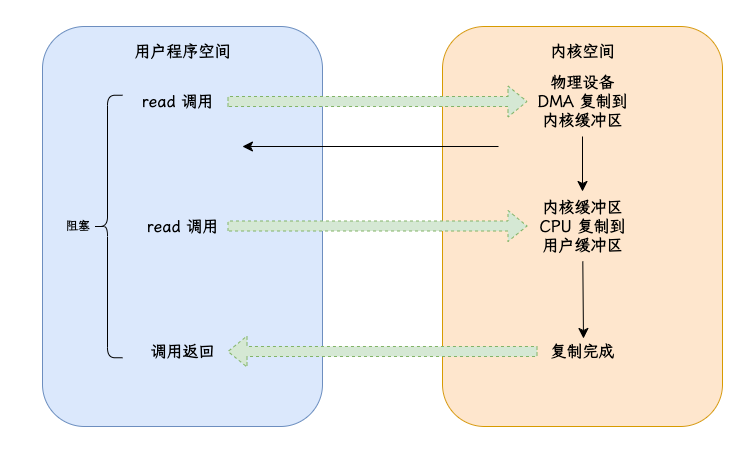 用户程序空间
内核空间
read 调用
物理设备
DMA 复制到
内核缓冲区
阻塞
read 调用
内核缓冲区
CPU 复制到
用户缓冲区
调用返回
复制完成